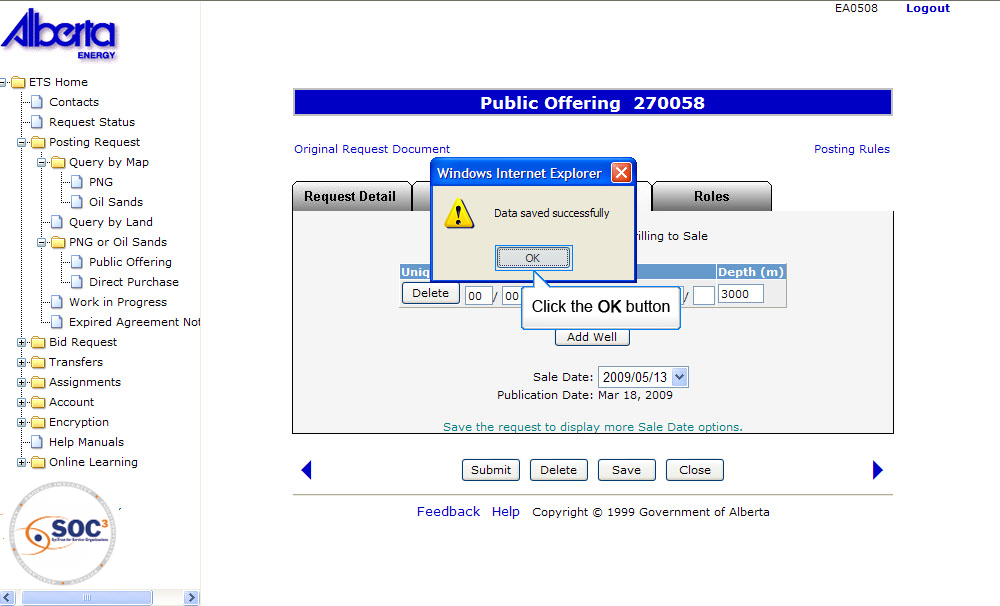 EA0508 Logout
Alberta
ENERGY
ETS Home
Contacts
Request Status
Posting Request
Query by Map
PNG
Oil Sands
Query by Land
PNG or Oil Sands
Public Offering
Direct Purchase
Work in Progress
Expired Agreement Not
Bid Request
Transfers
Assignments
Account
Encryption
Help Manuals
Online Learning
SOC3
Public Offering 270058
Original Request Document Posting Rules
Request Detail Roles
Windows Internet Explorer
Data saved successfully
OK
rilling to Sale
Uniq Depth (m)
Delete 00 / 00 / 3000
Click the OK button
Add Well
Sale Date: 2009/05/13
Publication Date: Mar 18, 2009
Save the request to display more Sale Date options.
Submit Delete Save Close
Feedback Help Copyright © 1999 Government of Alberta